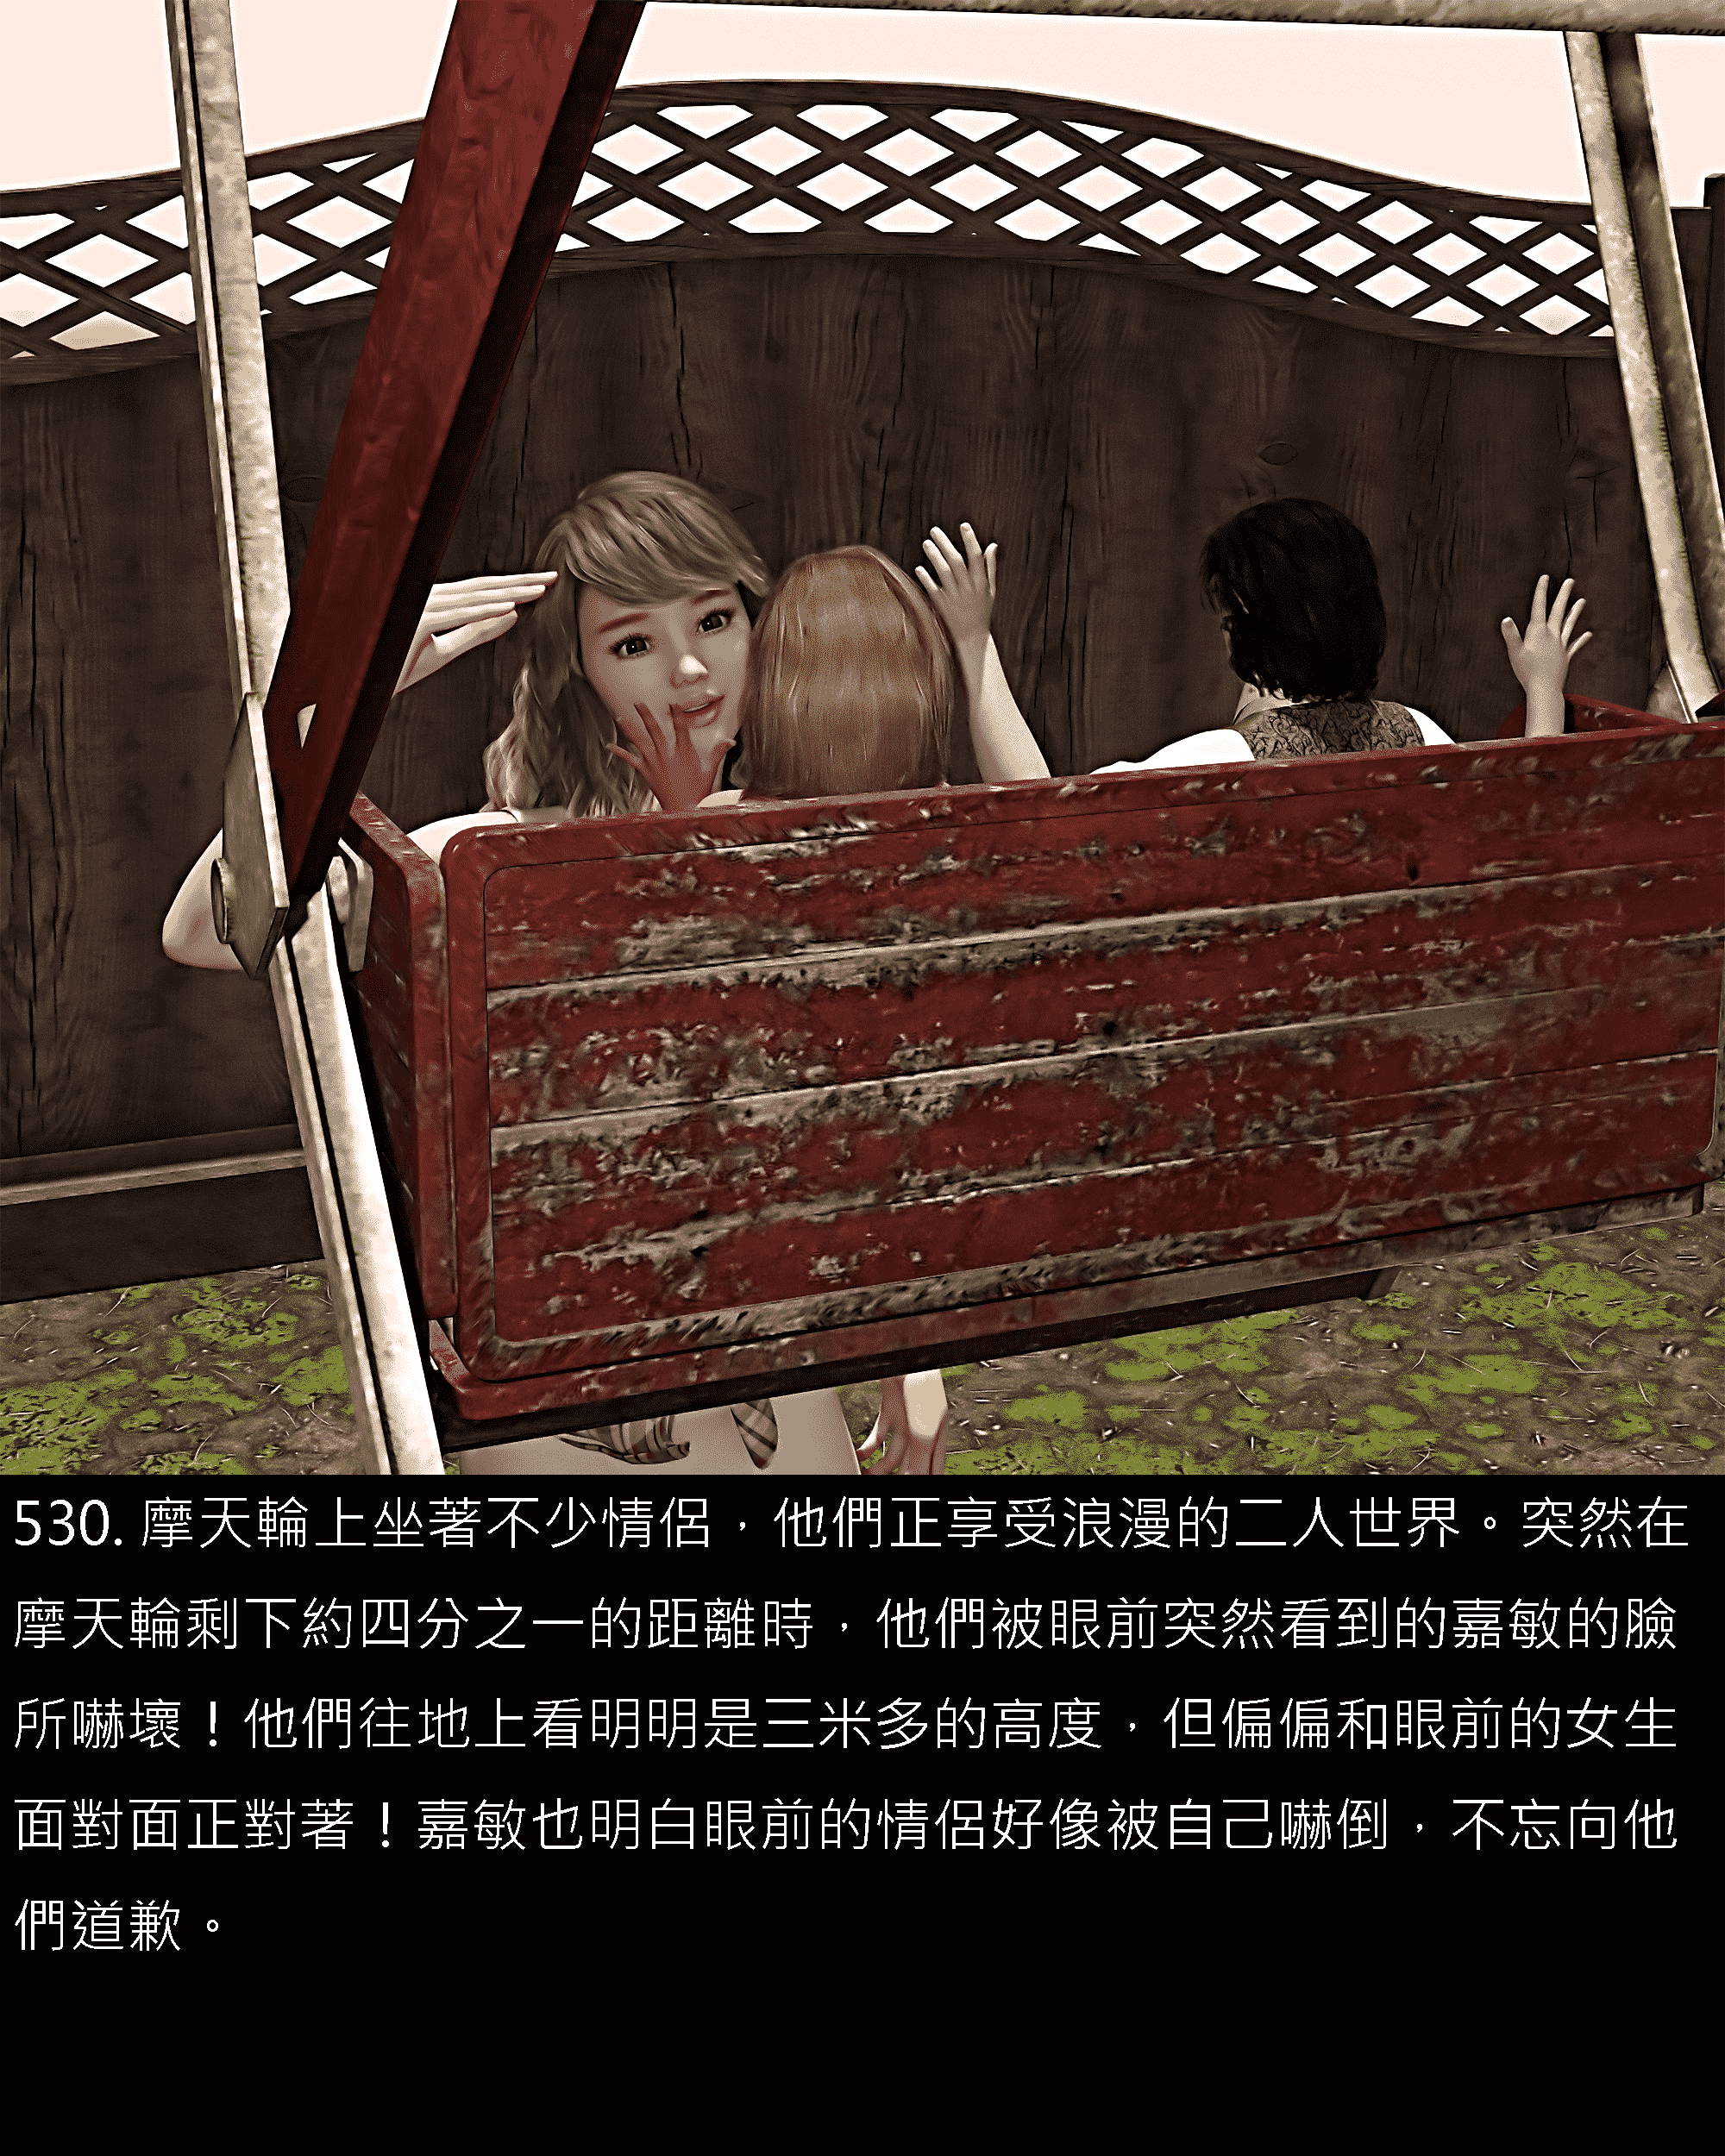 530. 摩天輪上坐著不少情侶，他們正享受浪漫的二人世界。突然在
摩天輪剩下約四分之一的距離時，他們被眼前突然看到的嘉敏的臉
所嚇壞！他們往地上看明明是三米多的高度，但偏偏和眼前的女生
面對面正對著！嘉敏也明白眼前的情侶好像被自己嚇倒，不忘向他
們道歉。